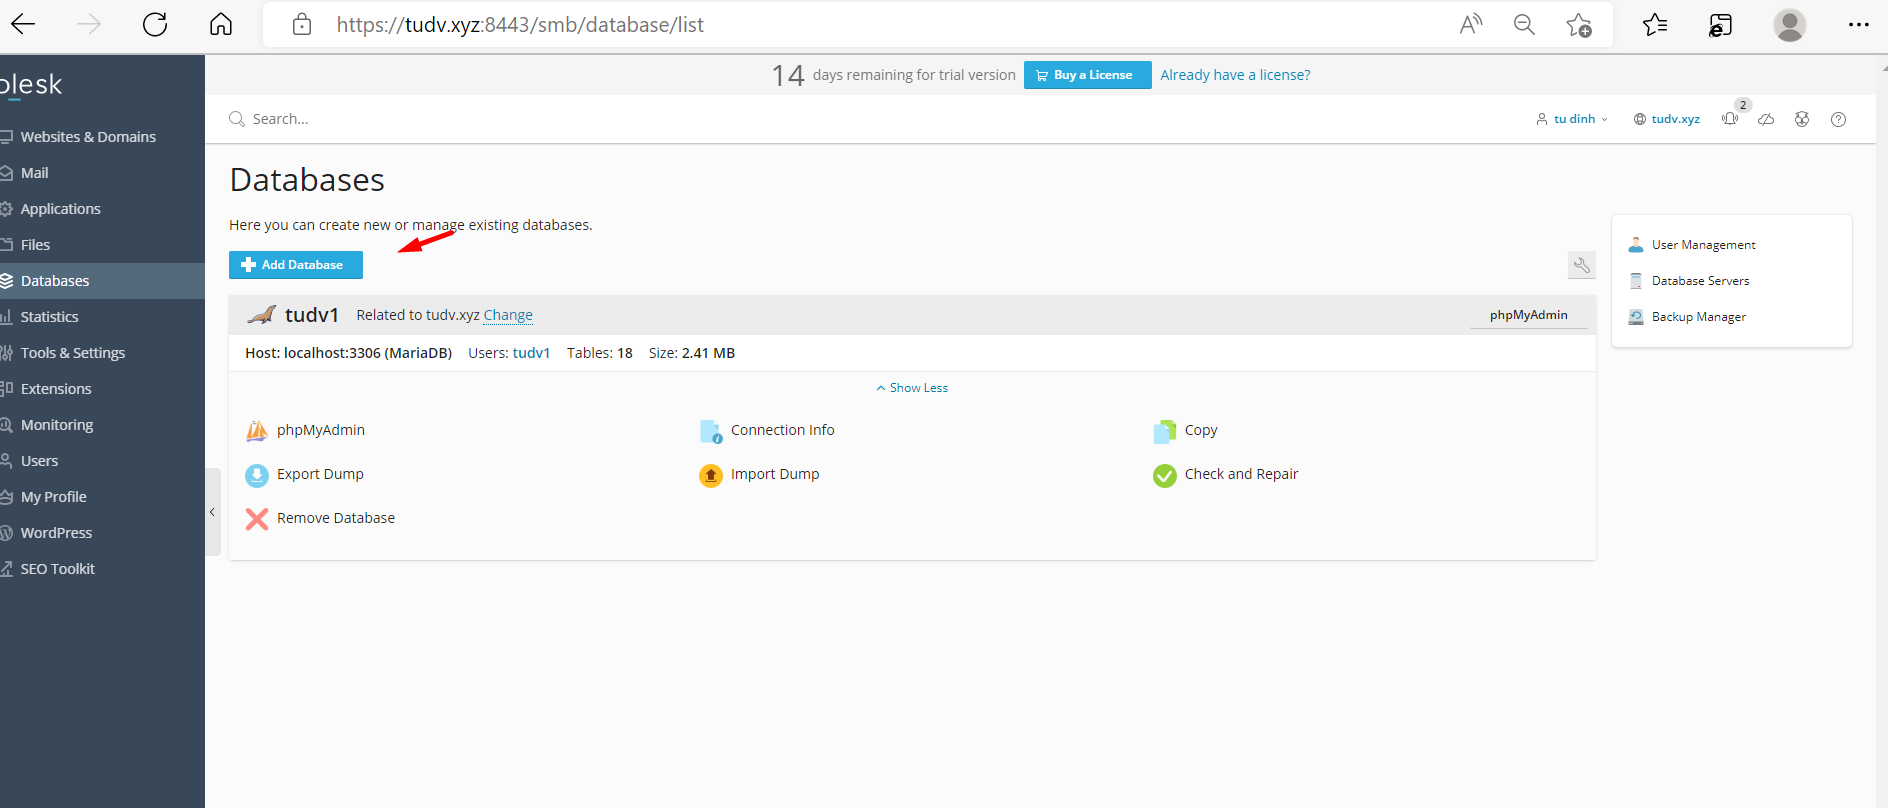 https://tudv.xyz:8443/smb/database/list
plesk
14 days remaining for trial version Buy a License Already have a license?
Search...
tu dinh
tudv.xyz
2
Websites & Domains
Mail
Applications
Files
Databases
Statistics
Tools & Settings
Extensions
Monitoring
Users
My Profile
WordPress
SEO Toolkit
Databases
Here you can create new or manage existing databases.
Add Database
tudv1 Related to tudv.xyz Change
phpMyAdmin
Host: localhost:3306 (MariaDB) Users: tudv1 Tables: 18 Size: 2.41 MB
Show Less
phpMyAdmin
Connection Info
Copy
Export Dump
Import Dump
Check and Repair
Remove Database
User Management
Database Servers
Backup Manager